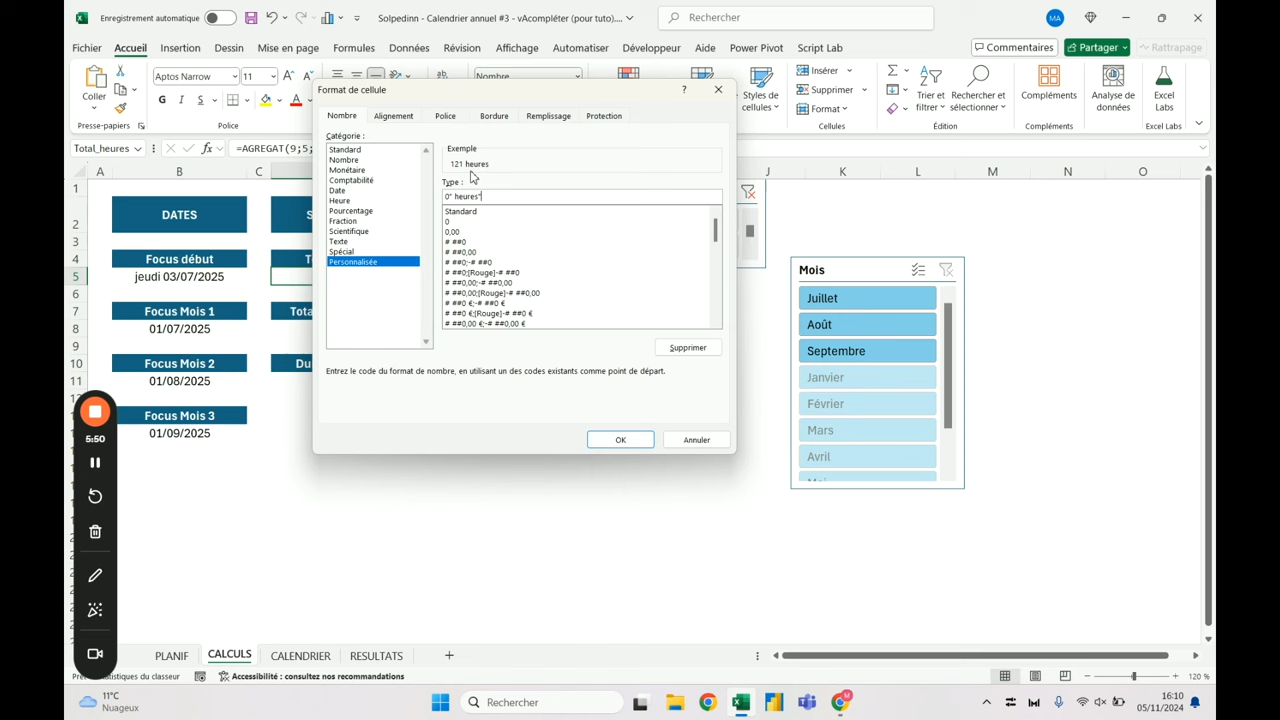 Enregistrement automatique
Solpedinn - Calendrier annuel #3 - vAcompléter (pour tuto)....
Rechercher
MA
Fichier
Accueil
Insertion
Dessin
Mise en page
Formules
Données
Révision
Affichage
Automatiser
Développeur
Aide
Power Pivot
Script Lab
Commentaires
Partager
Rattrapage
Coller
Presse-papiers
Aptos Narrow
11
G
I
S
Police
Nombre
Styles de
cellules
Insérer
Supprimer
Format
Cellules
Trier et
filtrer
Rechercher et
sélectionner
Édition
Compléments
Compléments
Analyse de
données
Excel
Labs
Excel Labs
Total_heures
fx
=AGREGAT(9;5;
A
B
C
J
K
L
M
N
O
1
2
3
4
5
6
7
8
9
10
11
DATES
S
Focus début
jeudi 03/07/2025
Focus Mois 1
Tota
01/07/2025
Focus Mois 2
Du
01/08/2025
Focus Mois 3
01/09/2025
Format de cellule
?
Nombre
Alignement
Police
Bordure
Remplissage
Protection
Catégorie :
Standard
Nombre
Monétaire
Comptabilité
Date
Heure
Pourcentage
Fraction
Scientifique
Texte
Spécial
Personnalisée
Exemple
121 heures
Type :
0" heures"
Standard
0
0,00
# ##0
# ##0,00
# ##0;-# ##0
# ##0;[Rouge]-# ##0
# ##0,00;-# ##0,00
# ##0,00;[Rouge]-# ##0,00
# ##0 €;-# ##0 €
# ##0 €;[Rouge]-# ##0 €
# ##0,00 €;-# ##0,00 €
Supprimer
Entrez le code du format de nombre, en utilisant un des codes existants comme point de départ.
OK
Annuler
Mois
Juillet
Août
Septembre
Janvier
Février
Mars
Avril
5:50
PLANIF
CALCULS
CALENDRIER
RESULTATS
statistiques du classeur
Accessibilité : consultez nos recommandations
120 %
11°C
Nuageux
Rechercher
16:10
05/11/2024